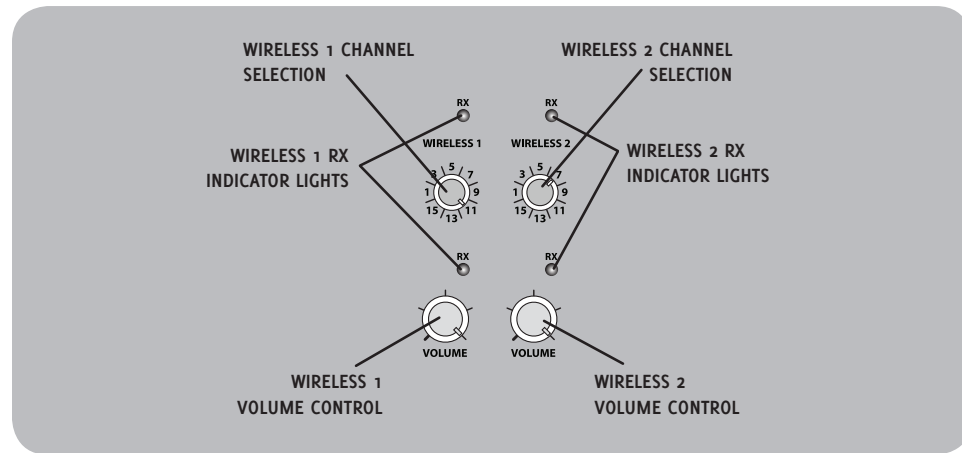 WIRELESS 1 CHANNEL
SELECTION
WIRELESS 2 CHANNEL
SELECTION
RX
RX
WIRELESS 1
WIRELESS 2
WIRELESS 1 RX
INDICATOR LIGHTS
WIRELESS 2 RX
INDICATOR LIGHTS
1 3 5 7 9 11 13 15
1 3 5 7 9 11 13 15
RX
RX
VOLUME
VOLUME
WIRELESS 1
VOLUME CONTROL
WIRELESS 2
VOLUME CONTROL